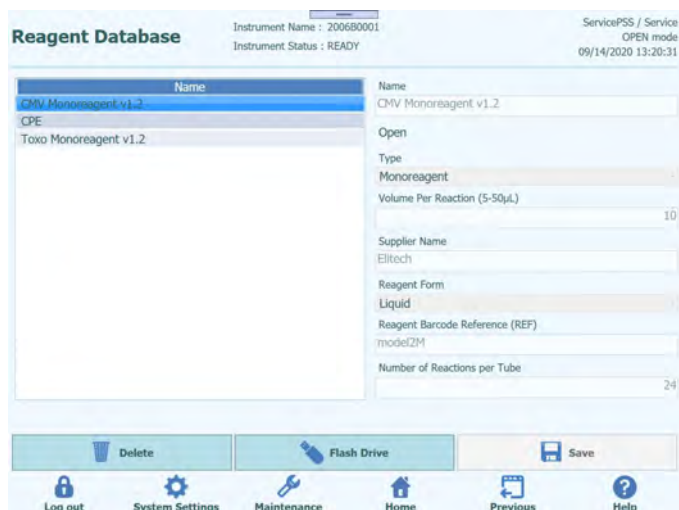 Reagent Database
Instrument Name : 2006B0001
Instrument Status : READY
ServicePSS / Service
OPEN mode
09/14/2020 13:20:31
Name
CMV Monoreagent v1.2
CPE
Toxo Monoreagent v1.2
Name
CMV Monoreagent v1.2
Open
Type
Monoreagent
Volume Per Reaction (5-50µL)
10
Supplier Name
Elitech
Reagent Form
Liquid
Reagent Barcode Reference (REF)
model2M
Number of Reactions per Tube
24
Delete
Flash Drive
Save
Log out
System Settings
Maintenance
Home
Previous
Help